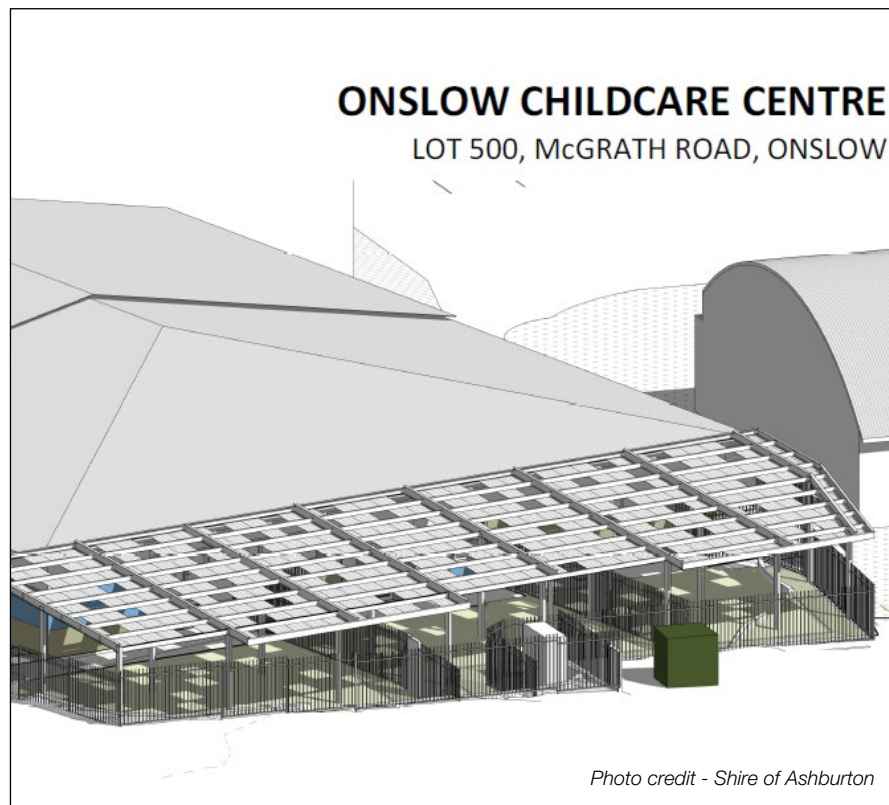 ONSLOW CHILDCARE CENTRE
LOT 500, McGRATH ROAD, ONSLOW
Photo credit - Shire of Ashburton